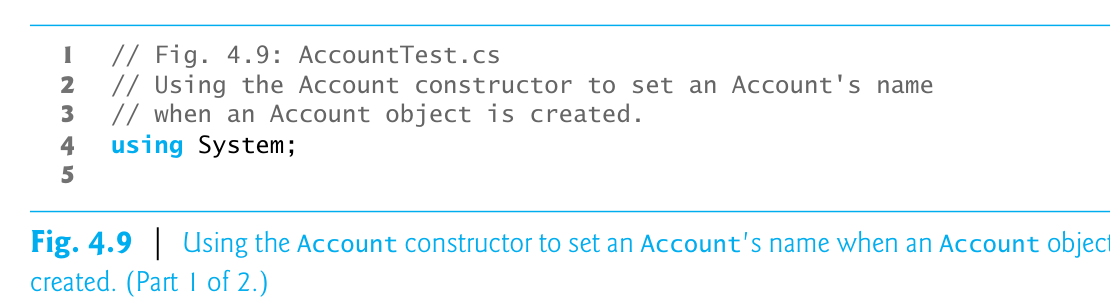 1 // Fig. 4.9: AccountTest.cs
2 // Using the Account constructor to set an Account's name
3 // when an Account object is created.
4 using System;
5
Fig. 4.9 | Using the Account constructor to set an Account's name when an Account object
created. (Part 1 of 2.)